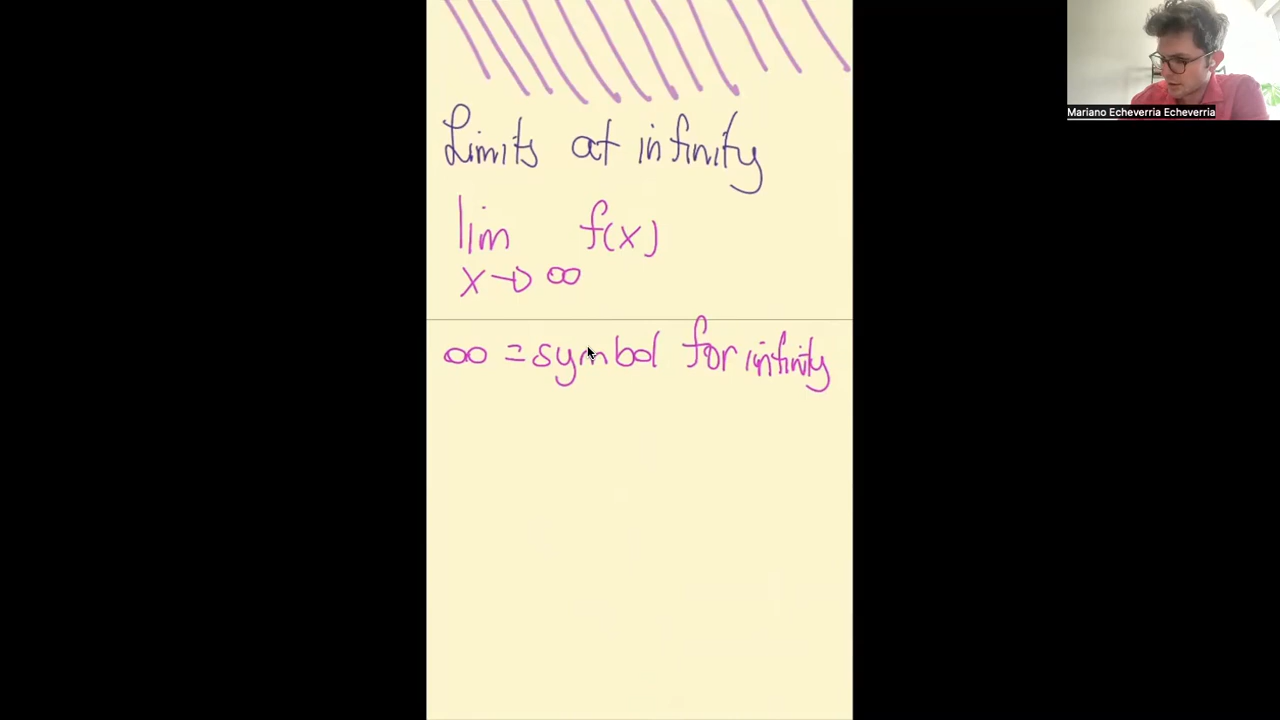 Mariano Echeverria Echeverria
Limits at infinity
lim f(x)
x→∞
∞ = symbol for infinity